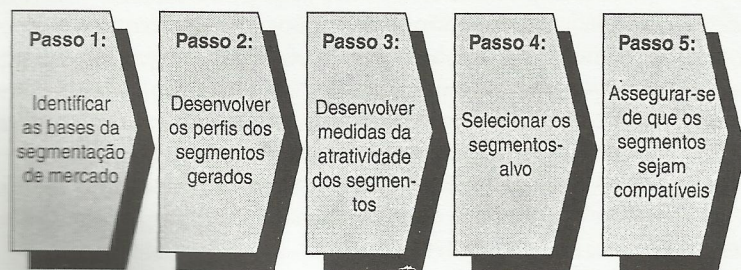 Passo 1:
Identificar
as bases da
segmentação
de mercado
Passo 2:
Desenvolver
os perfis dos
segmentos
gerados
Passo 3:
Desenvolver
medidas da
atratividade
dos segmen-
tos
Passo 4:
Selecionar os
segmentos-
alvo
Passo 5:
Assegurar-se
de que os
segmentos
sejam
compatíveis